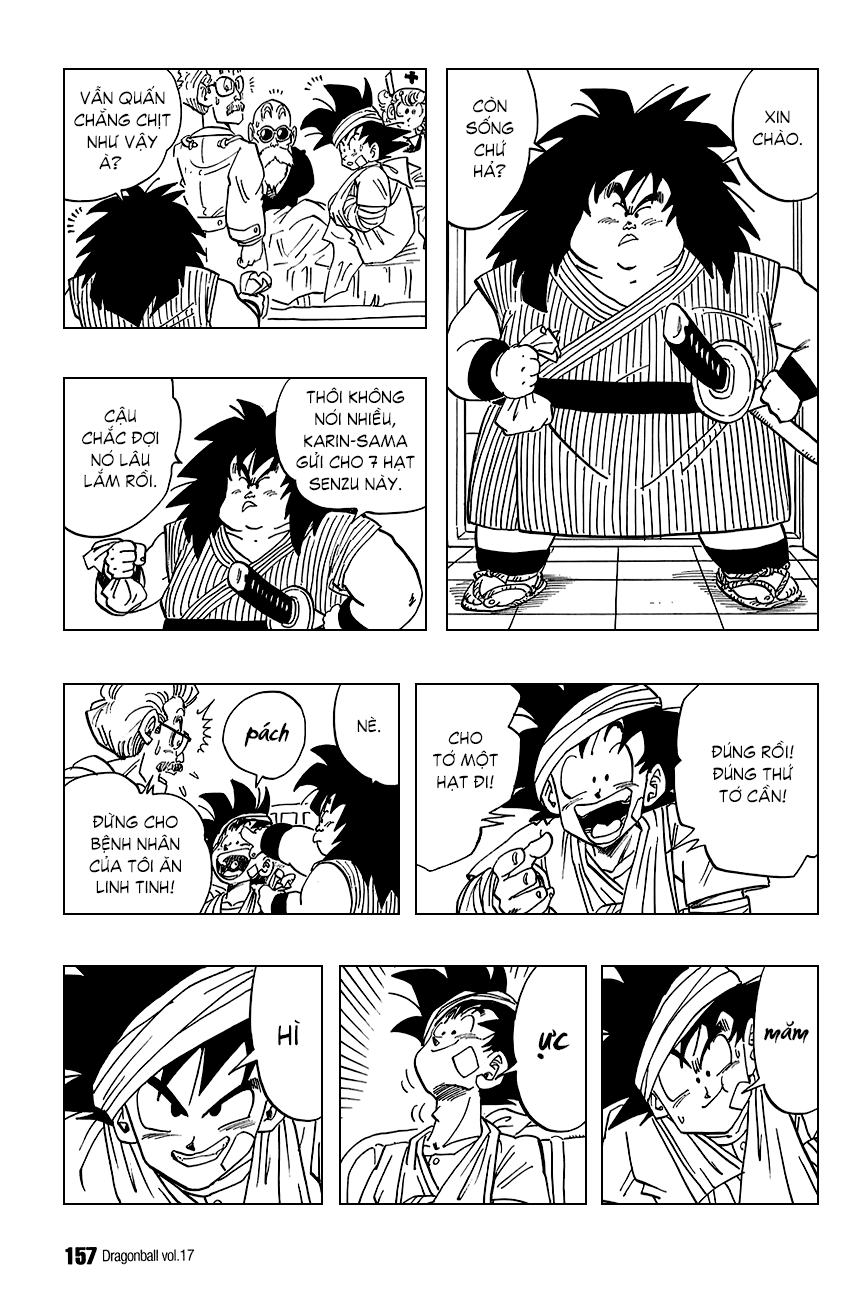 XIN
CHÀO.
CÒN
SỐNG
CHỨ
HẢ?
VẪN QUẤN
CHẰNG CHỊT
NHƯ VẬY
À?
THÔI KHÔNG
NÓI NHIỀU,
KARIN-SAMA
GỬI CHO 7 HẠT
SENZU NÀY.
CẬU
CHẮC ĐỢI
NÓ LÂU
LẮM RỒI.
ĐÚNG RỒI!
ĐÚNG THỨ
TỚ CẦN!
CHO
TỚ MỘT
HẠT ĐI!
NÈ.
pách
ĐỪNG CHO
BỆNH NHÂN
CỦA TÔI ĂN
LINH TINH!
măm
ực
HÌ
157 Dragonball vol.17